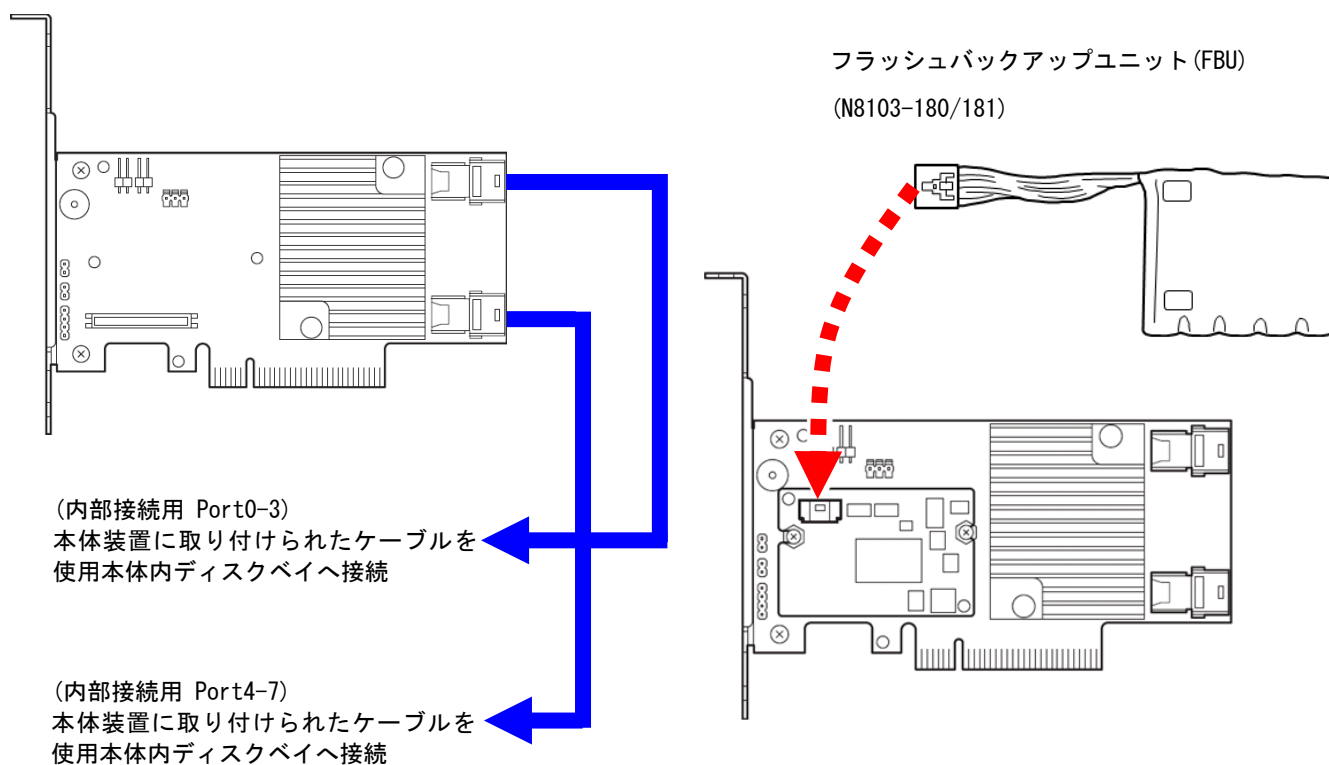 フラッシュバックアップユニット(FBU)
(N8103-180/181)
(内部接続用 Port0-3)
本体装置に取り付けられたケーブルを
使用本体内ディスクベイへ接続
(内部接続用 Port4-7)
本体装置に取り付けられたケーブルを
使用本体内ディスクベイへ接続